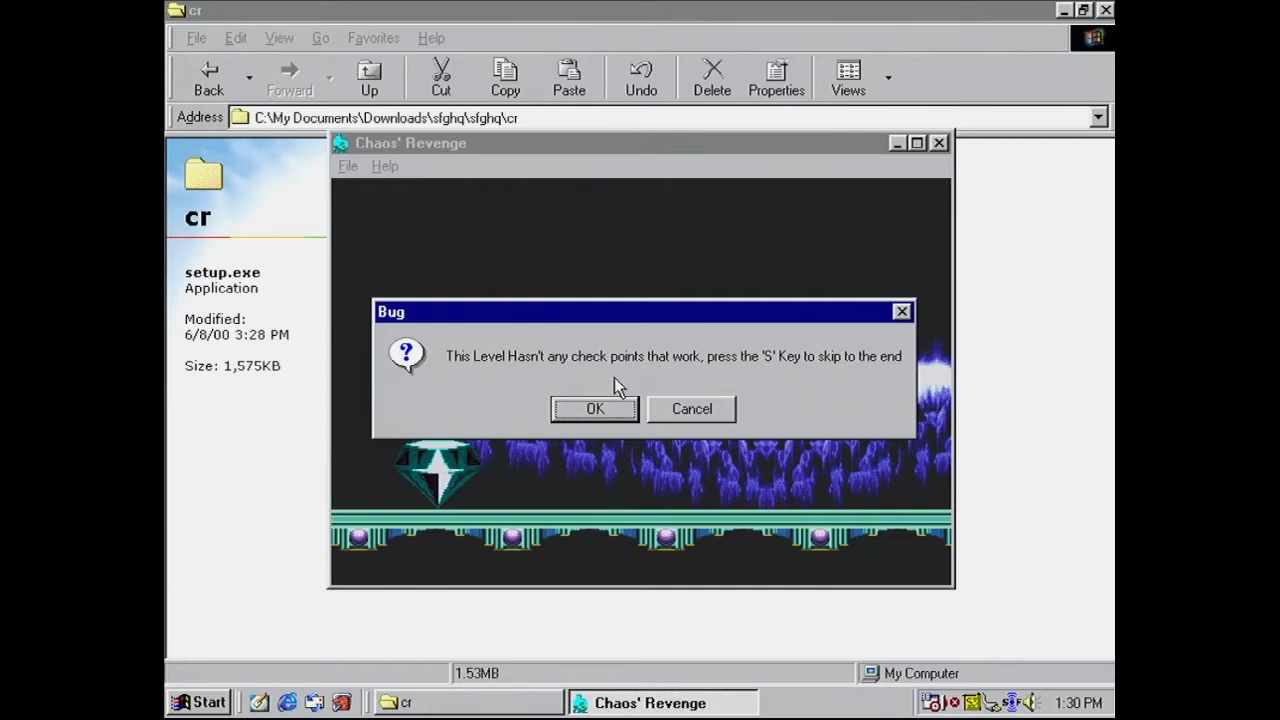 cr
File Edit View Go Favorites Help
Back Forward Up Cut Copy Paste Undo Delete Properties Views
Address C:\My Documents\Downloads\sfghq\sfghq\cr
Chaos' Revenge
File Help
cr
setup.exe
Application
Modified:
6/8/00 3:28 PM
Size: 1,575KB
Bug
This Level Hasn't any check points that work, press the 'S' Key to skip to the end
OK Cancel
1.53MB My Computer
Start cr Chaos' Revenge 1:30 PM